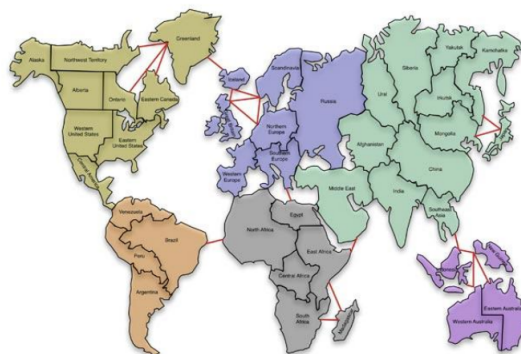 Greenland
Alaska
Northwest Territory
Alberta
Ontario
Eastern Canada
Western
United States
Eastern
United States
Venezuela
Peru
Brazil
Argentina
Iceland
Scandinavia
Russia
Northern
Europe
Western
Europe
Southern
Europe
North Africa
Egypt
East Africa
Central Africa
South
Africa
Madagascar
Ural
Siberia
Yakutsk
Kamchatka
Irkutsk
Mongolia
Afghanistan
China
Middle East
India
Southeast
Asia
Western Australia
Eastern Australia